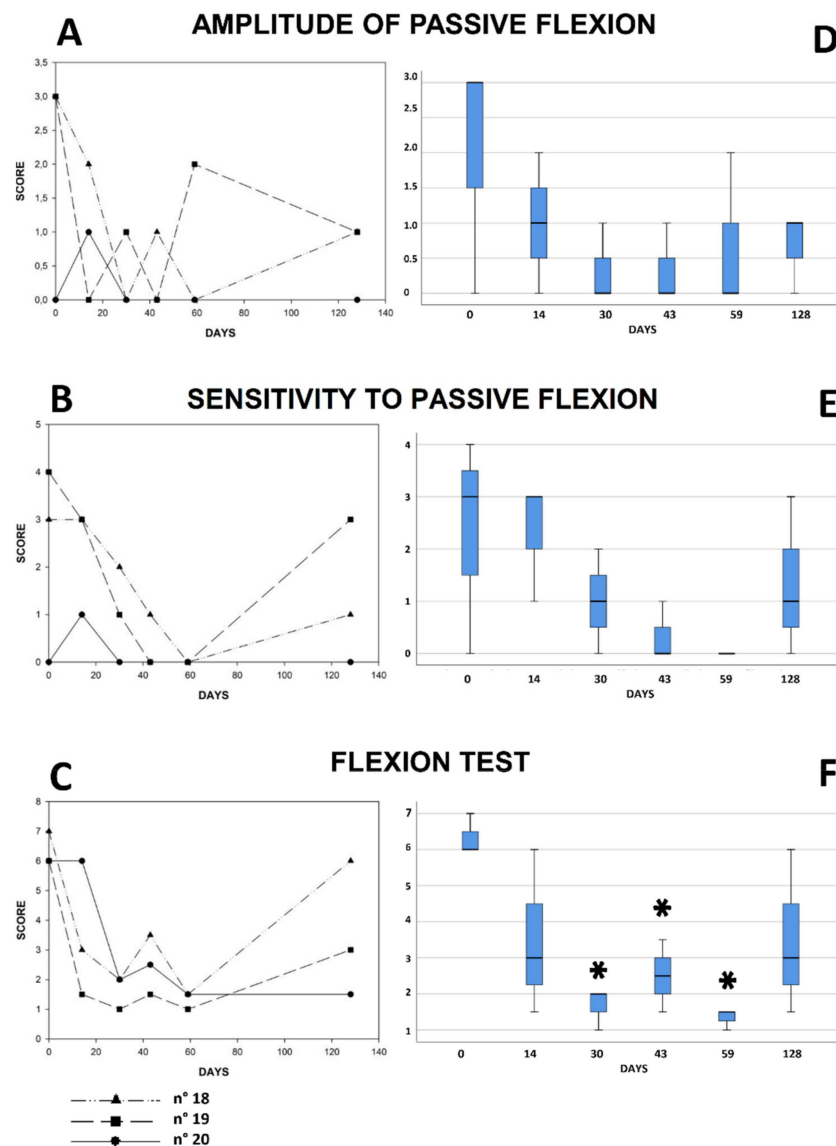 A AMPLITUDE OF PASSIVE FLEXION D
3,5
3,0
2,5
2,0
1,5
1,0
0,5
0,0
SCORE
0 20 40 60 80 100 120 140
DAYS
3.0
2.5
2.0
1.5
1.0
0.5
0
0 14 30 43 59 128
DAYS
B SENSITIVITY TO PASSIVE FLEXION E
5
4
3
2
1
0
SCORE
0 20 40 60 80 100 120 140
DAYS
4
3
2
1
0
0 14 30 43 59 128
DAYS
C FLEXION TEST F
8
7
6
5
4
3
2
1
0
SCORE
0 20 40 60 80 100 120 140
DAYS
7
6
5
4
3
2
1
* * *
0 14 30 43 59 128
DAYS
n° 18
n° 19
n° 20